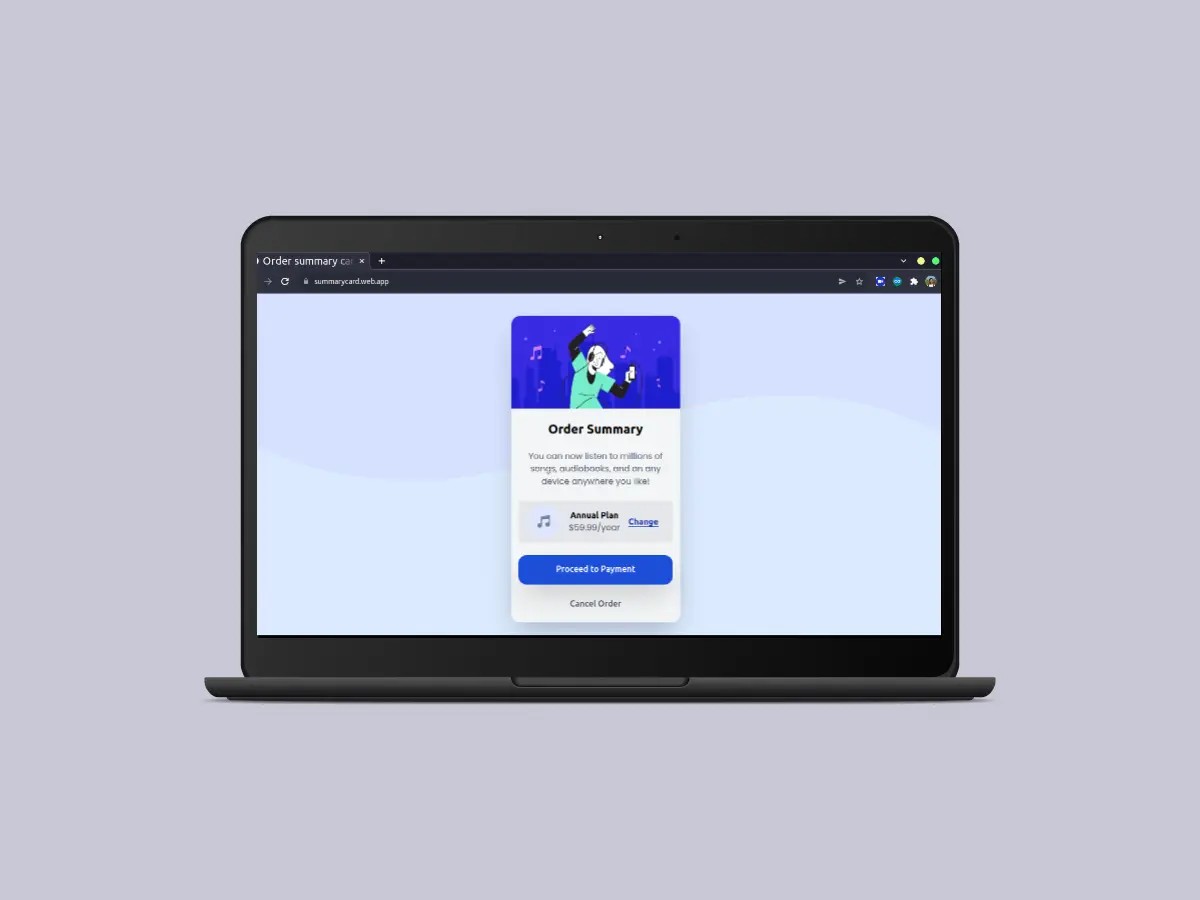 Order summary ca
summarycard.web.app
Order Summary
You can now listen to millions of
songs, audiobooks, and on any
device anywhere you like!
Annual Plan
$59.99/year
Change
Proceed to Payment
Cancel Order